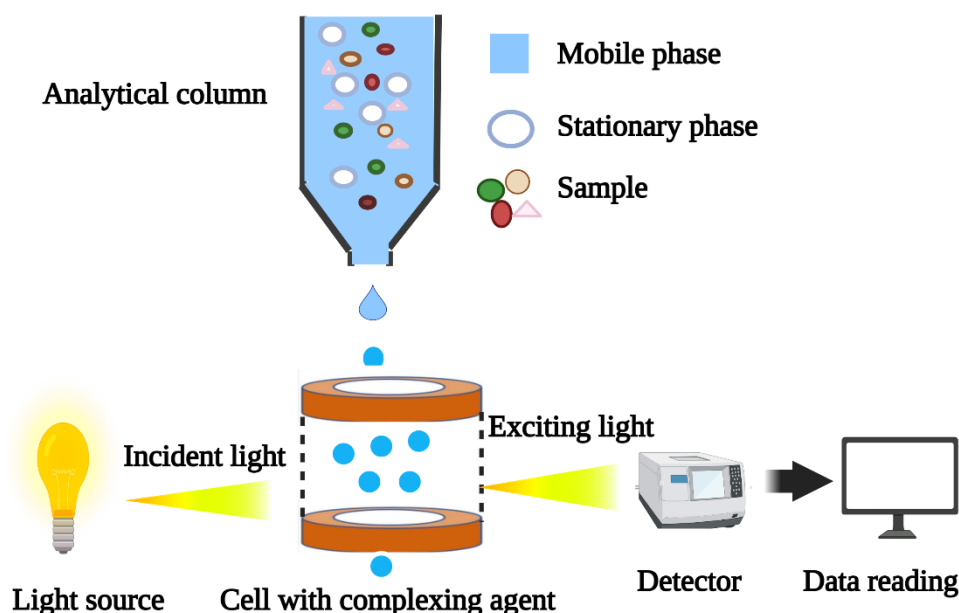 Mobile phase
Analytical column
Stationary phase
Sample
Exciting light
Incident light
Light source
Cell with complexing agent
Detector
Data reading